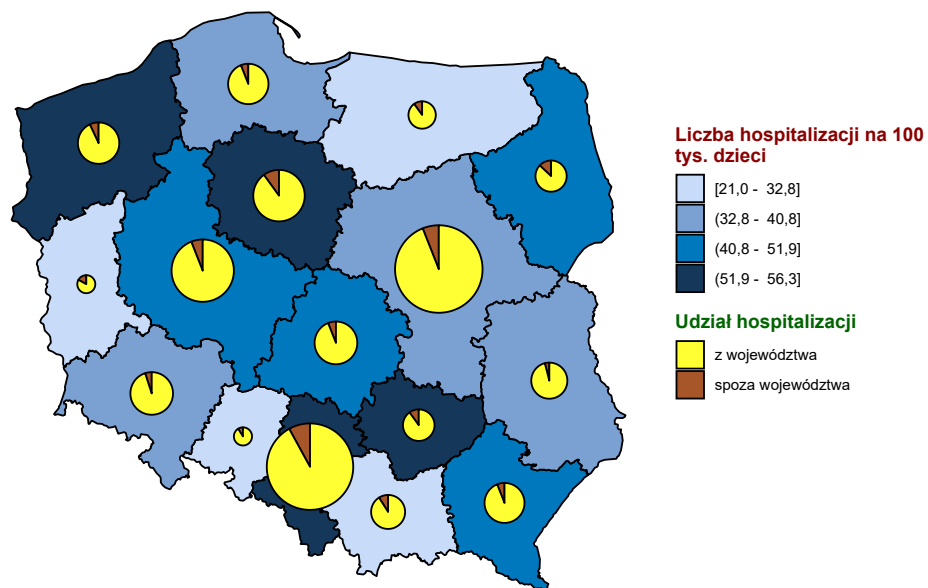 Liczba hospitalizacji na 100
tys. dzieci
[21,0 - 32,8]
(32,8 - 40,8]
(40,8 - 51,9]
(51,9 - 56,3]
Udział hospitalizacji
z województwa
spoza województwa